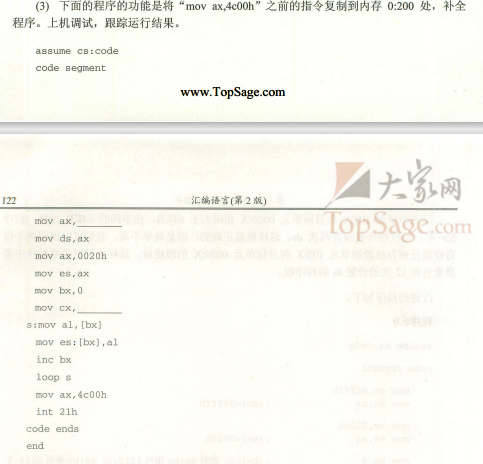 (3) 下面的程序的功能是将“mov ax,4c00h”之前的指令复制到内存 0:200 处，补全
程序。上机调试，跟踪运行结果。
assume cs:code
code segment
www.TopSage.com
122 汇编语言(第 2 版)
大家网
TopSage.com
mov ax,_______
mov ds,ax
mov ax,0020h
mov es,ax
mov bx,0
mov cx,_______
s:mov al,[bx]
mov es:[bx],al
inc bx
loop s
mov ax,4c00h
int 21h
code ends
end